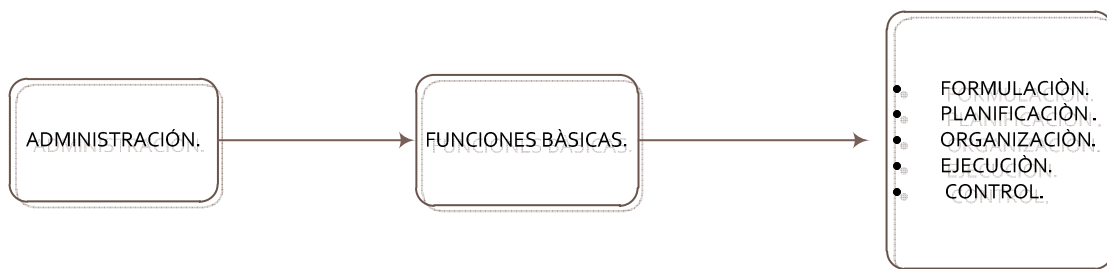 ADMINISTRACIÓN.
FUNCIONES BÀSICAS.
• FORMULACIÒN.
• PLANIFICACIÒN.
• ORGANIZACIÒN.
• EJECUCIÒN.
• CONTROL.